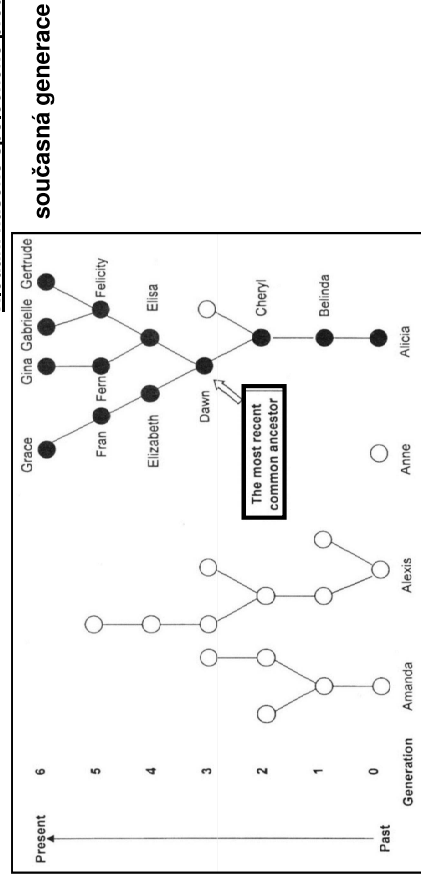 současná generace
Present
6
Grace
Gina
Gabrielle
Gertrude
5
Fran
Fern
Felicity
4
Elizabeth
Elisa
3
Dawn
The most recent
common ancestor
2
Cheryl
1
Belinda
Past
0
Generation
Amanda
Alexis
Anne
Alicia